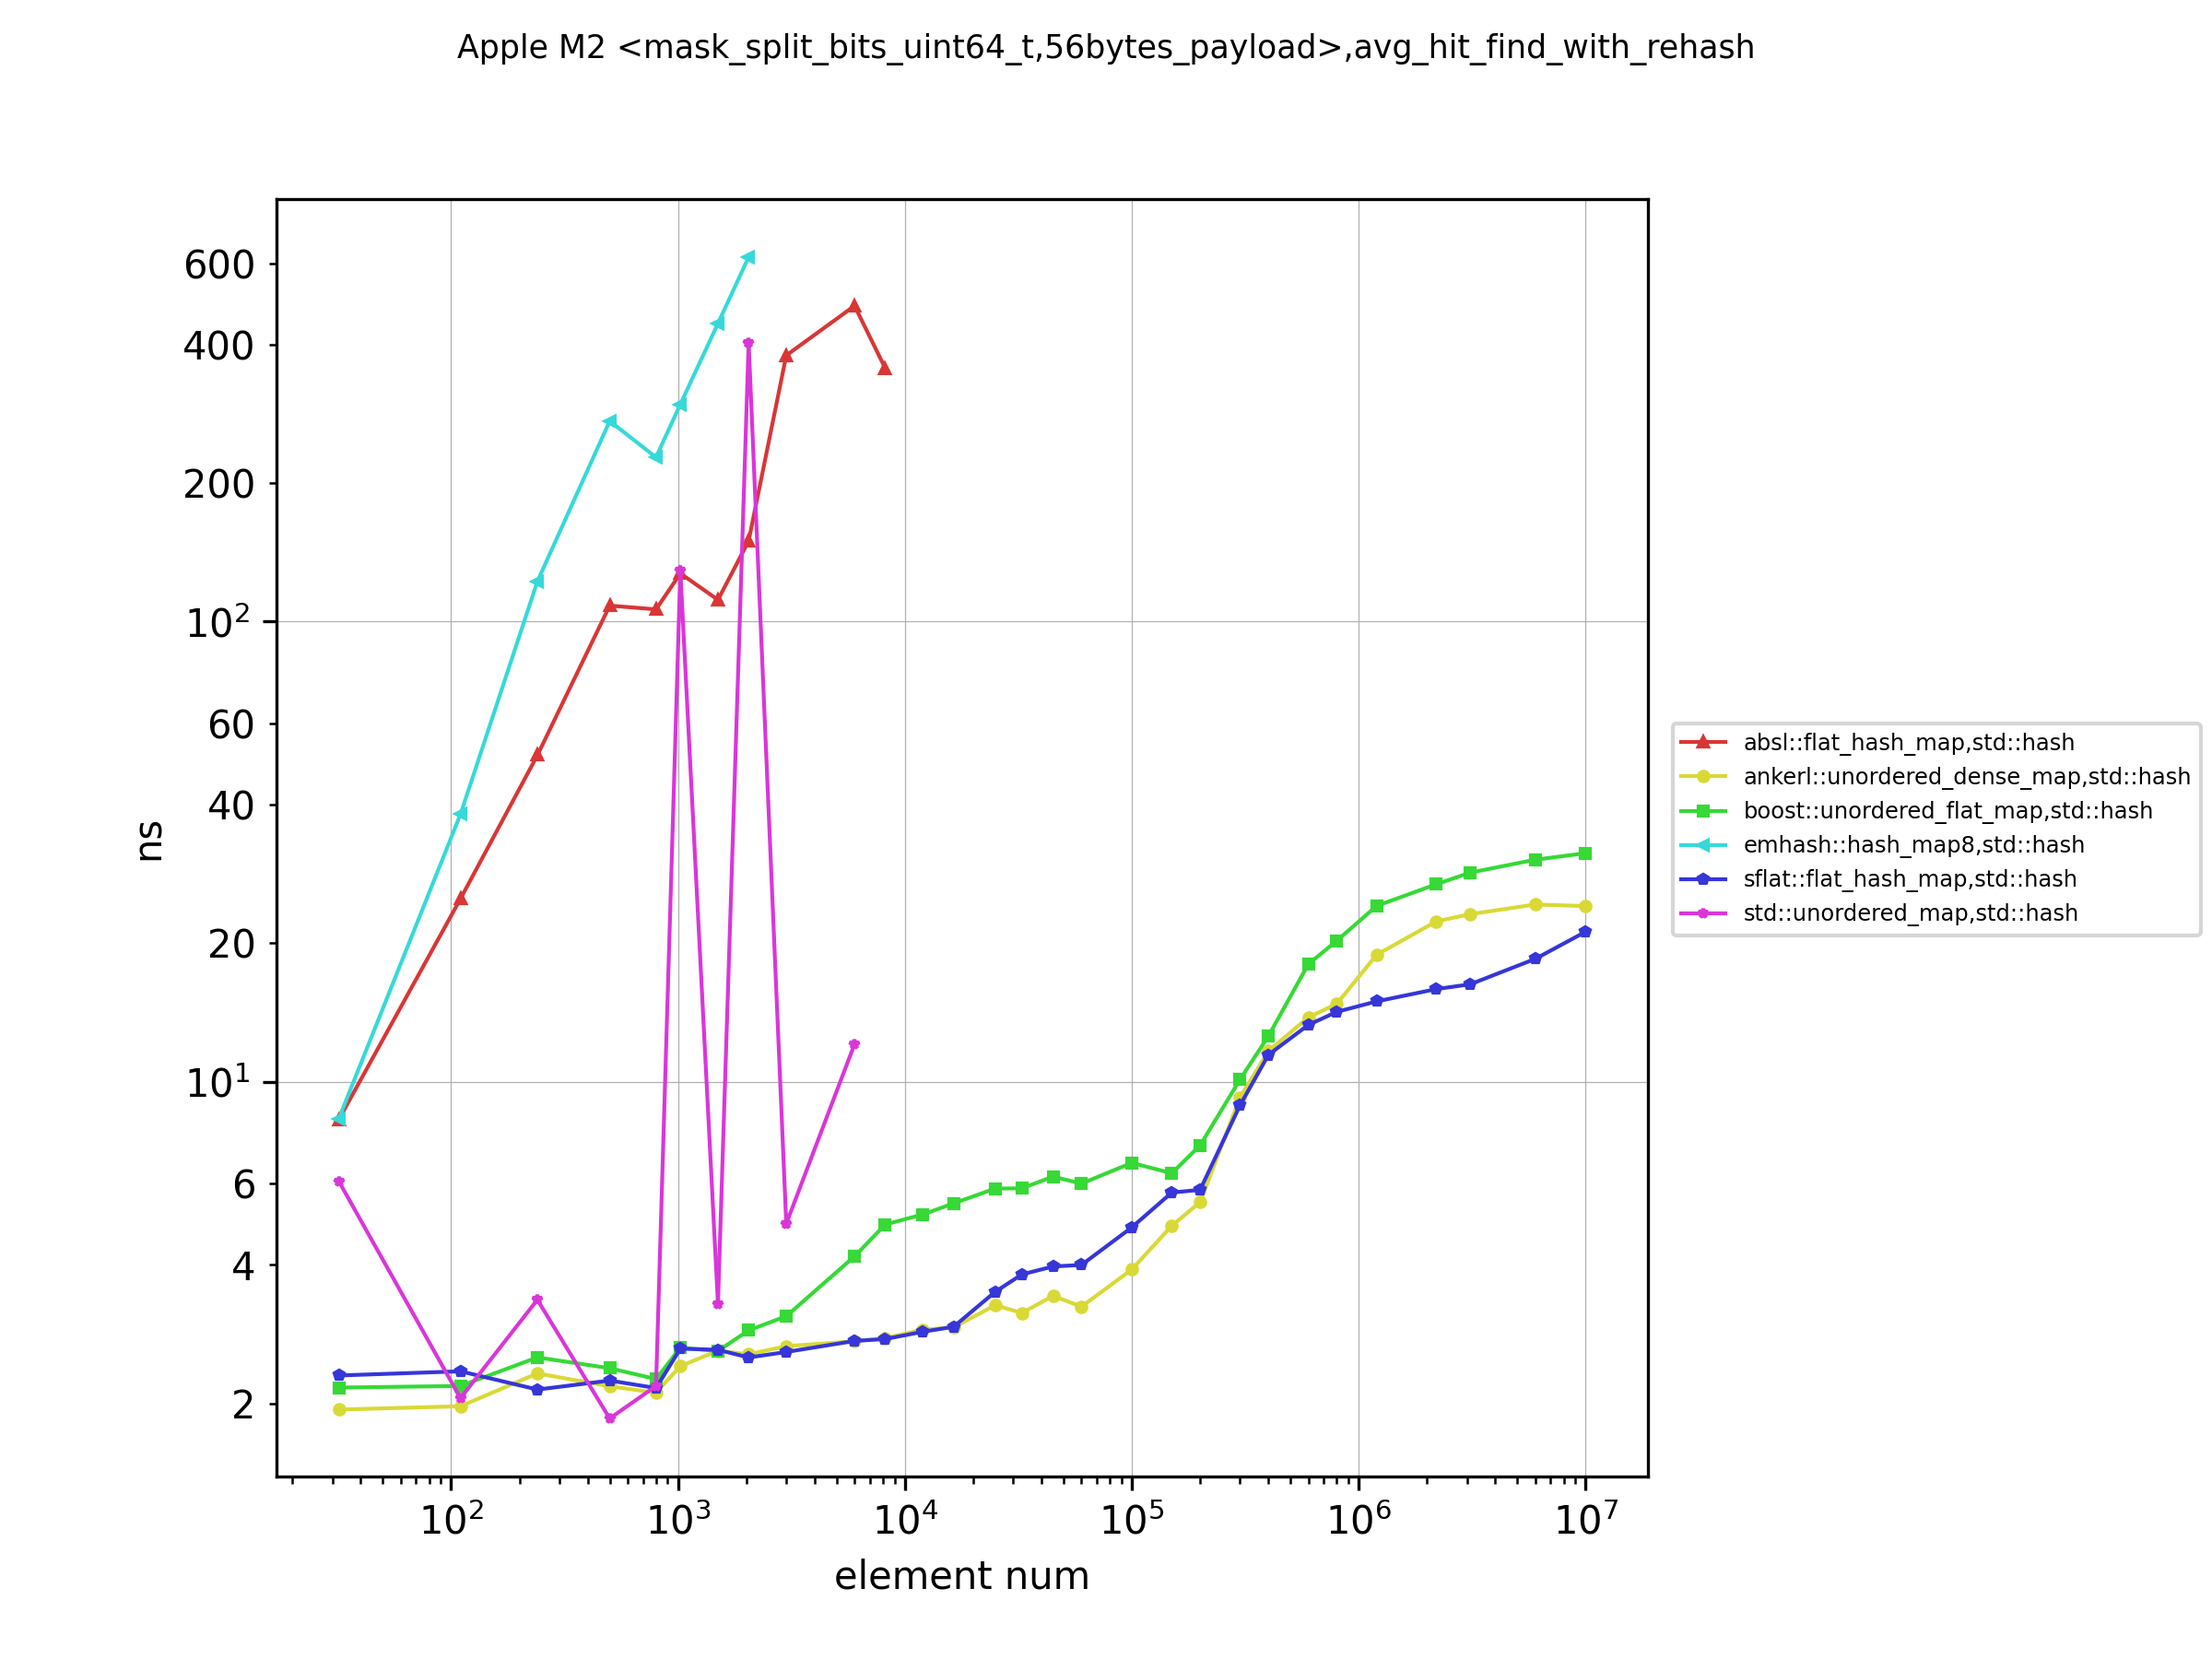 Apple M2 <mask_split_bits_uint64_t,56bytes_payload>,avg_hit_find_with_rehash
600
400
200
10²
60
40
20
10¹
6
4
2
ns
10² 10³ 10⁴ 10⁵ 10⁶ 10⁷
element num
absl::flat_hash_map,std::hash
ankerl::unordered_dense_map,std::hash
boost::unordered_flat_map,std::hash
emhash::hash_map8,std::hash
sflat::flat_hash_map,std::hash
std::unordered_map,std::hash